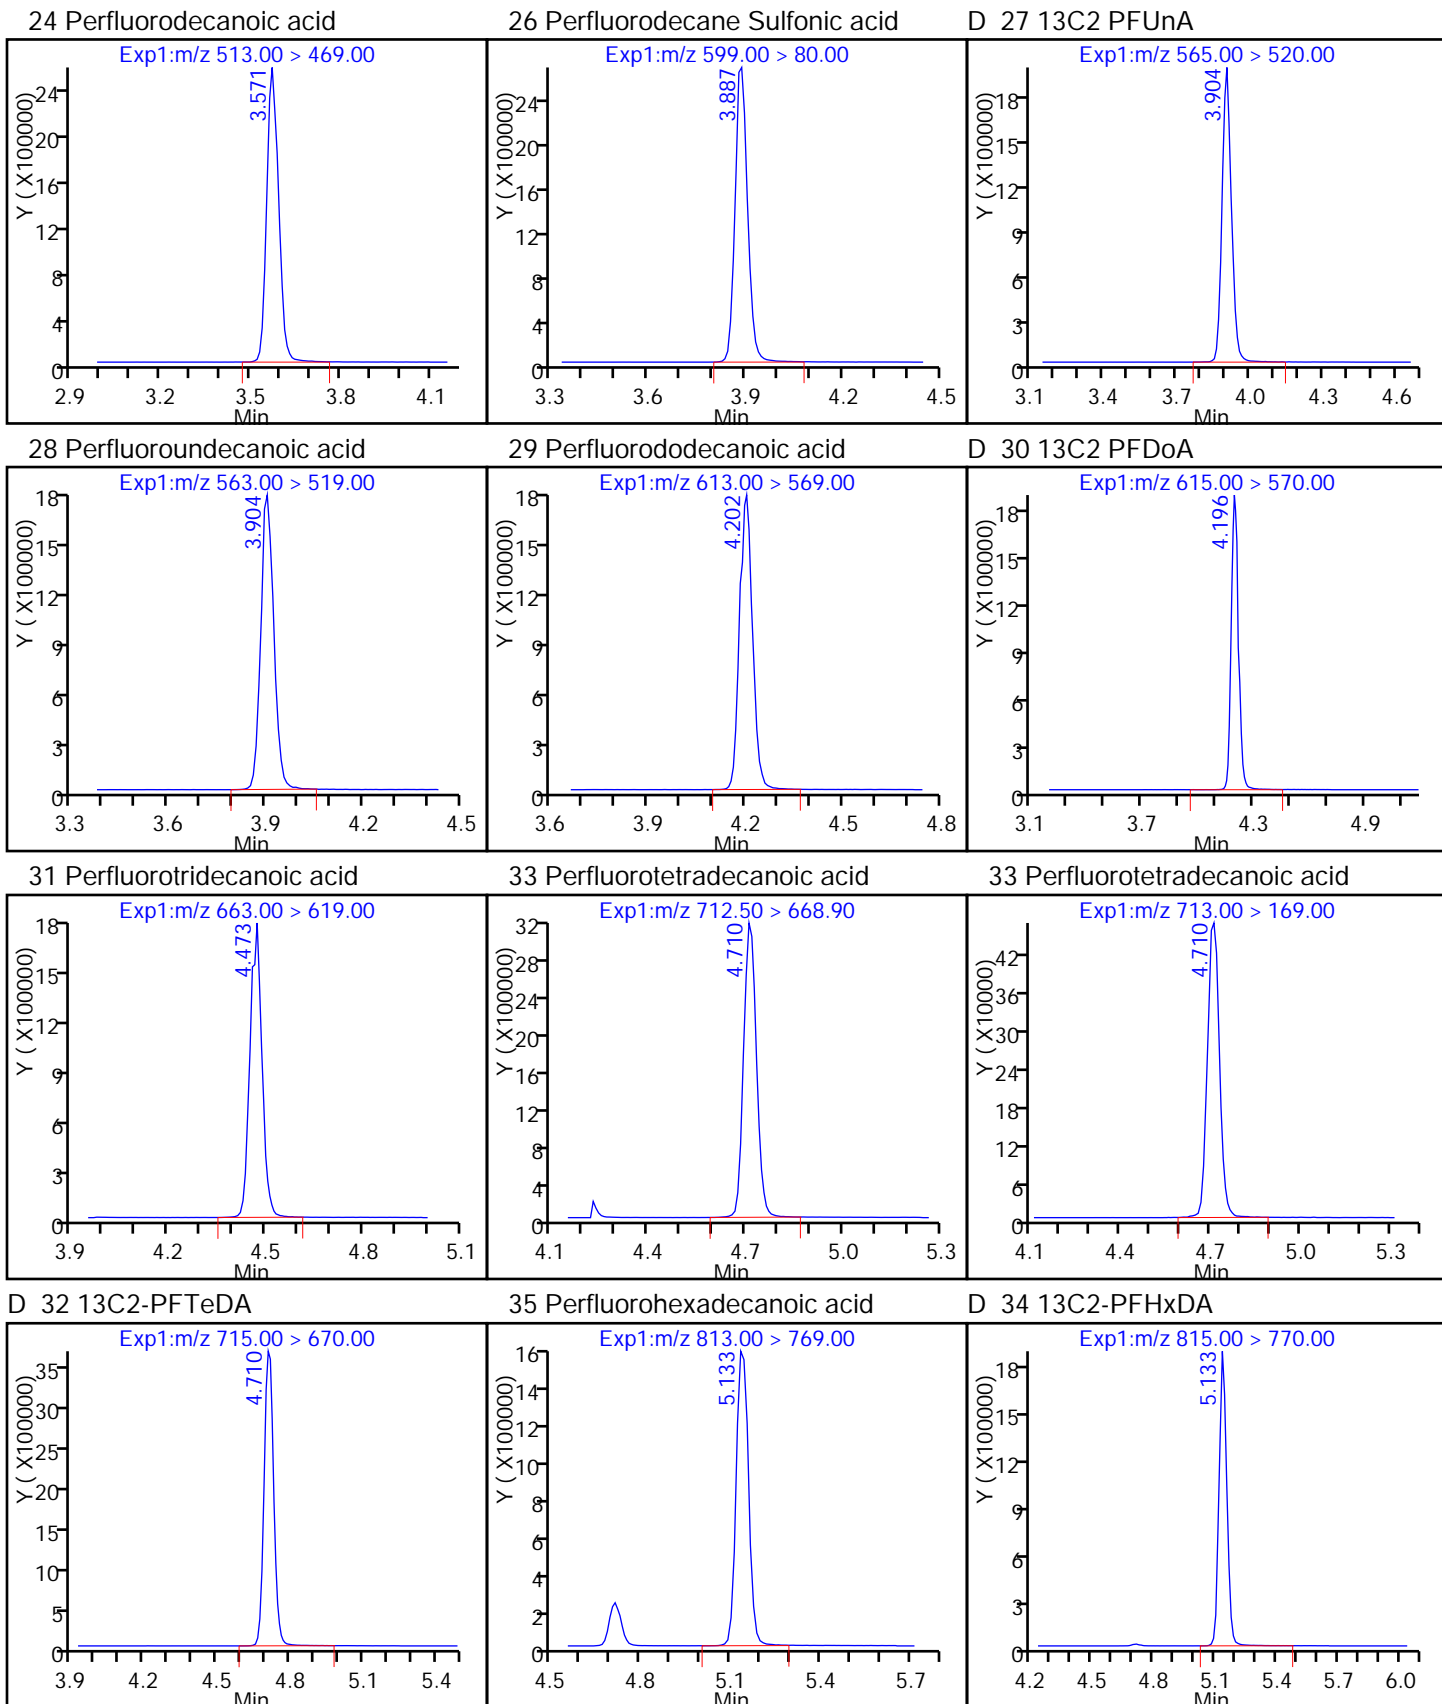 24 Perfluorodecanoic acid
Exp1:m/z 513.00 > 469.00
3.571
Y ( X100000)
24
20
16
12
8
4
0
2.9 3.2 3.5 3.8 4.1
Min
26 Perfluorodecane Sulfonic acid
Exp1:m/z 599.00 > 80.00
3.887
Y ( X100000)
24
20
16
12
8
4
0
3.3 3.6 3.9 4.2 4.5
Min
D 27 13C2 PFUnA
Exp1:m/z 565.00 > 520.00
3.904
Y ( X100000)
18
15
12
9
6
3
0
3.1 3.4 3.7 4.0 4.3 4.6
Min
28 Perfluoroundecanoic acid
Exp1:m/z 563.00 > 519.00
3.904
Y ( X100000)
18
15
12
9
6
3
0
3.3 3.6 3.9 4.2 4.5
Min
29 Perfluorododecanoic acid
Exp1:m/z 613.00 > 569.00
4.202
Y ( X100000)
18
15
12
9
6
3
0
3.6 3.9 4.2 4.5 4.8
Min
D 30 13C2 PFDoA
Exp1:m/z 615.00 > 570.00
4.196
Y ( X100000)
18
15
12
9
6
3
0
3.1 3.7 4.3 4.9
Min
31 Perfluorotridecanoic acid
Exp1:m/z 663.00 > 619.00
4.473
Y ( X100000)
18
15
12
9
6
3
0
3.9 4.2 4.5 4.8 5.1
Min
33 Perfluorotetradecanoic acid
Exp1:m/z 712.50 > 668.90
4.710
Y ( X100000)
32
28
24
20
16
12
8
4
0
4.1 4.4 4.7 5.0 5.3
Min
33 Perfluorotetradecanoic acid
Exp1:m/z 713.00 > 169.00
4.710
Y ( X10000)
42
36
30
24
18
12
6
0
4.1 4.4 4.7 5.0 5.3
Min
D 32 13C2-PFTeDA
Exp1:m/z 715.00 > 670.00
4.710
Y ( X100000)
35
30
25
20
15
10
5
0
3.9 4.2 4.5 4.8 5.1 5.4
Min
35 Perfluorohexadecanoic acid
Exp1:m/z 813.00 > 769.00
5.133
Y ( X100000)
16
14
12
10
8
6
4
2
0
4.5 4.8 5.1 5.4 5.7
Min
D 34 13C2-PFHxDA
Exp1:m/z 815.00 > 770.00
5.133
Y ( X100000)
18
15
12
9
6
3
0
4.2 4.5 4.8 5.1 5.4 5.7 6.0
Min